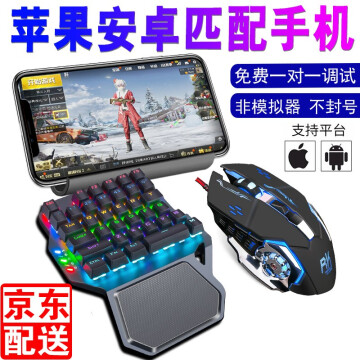 苹果安卓匹配手机
免费一对一调试
非模拟器 不封号
支持平台
京东
配送